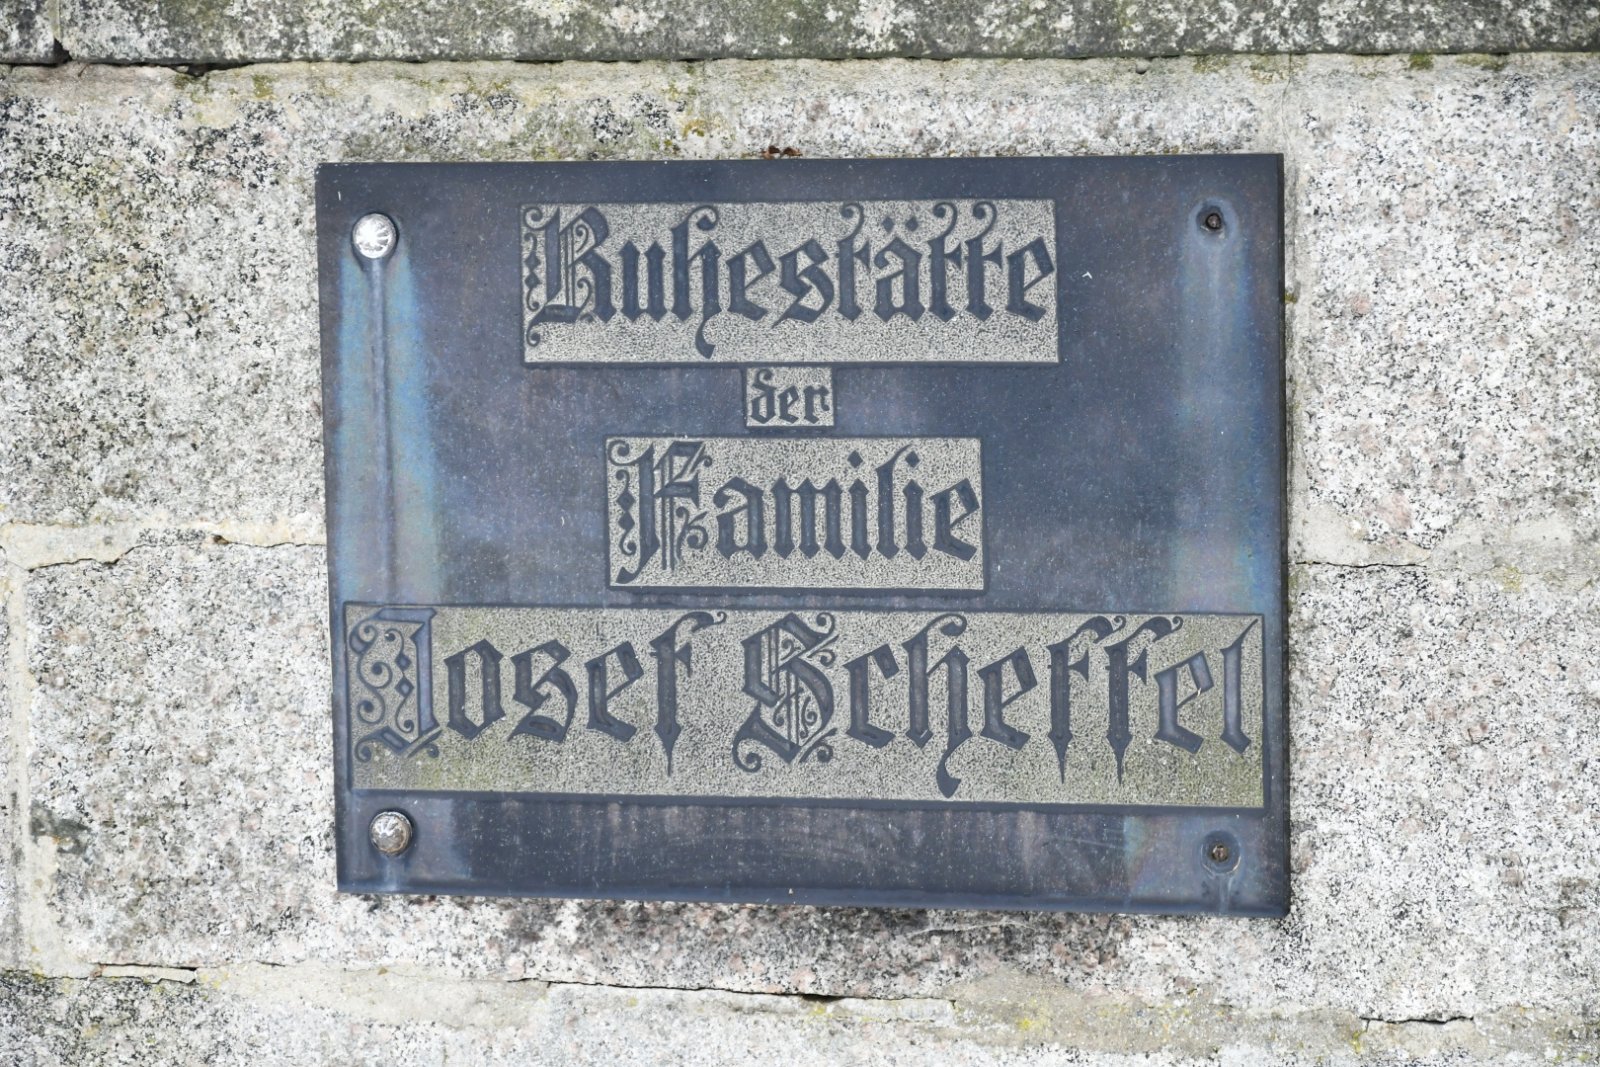 Ruhestätte
der
Familie
Josef Scheffel